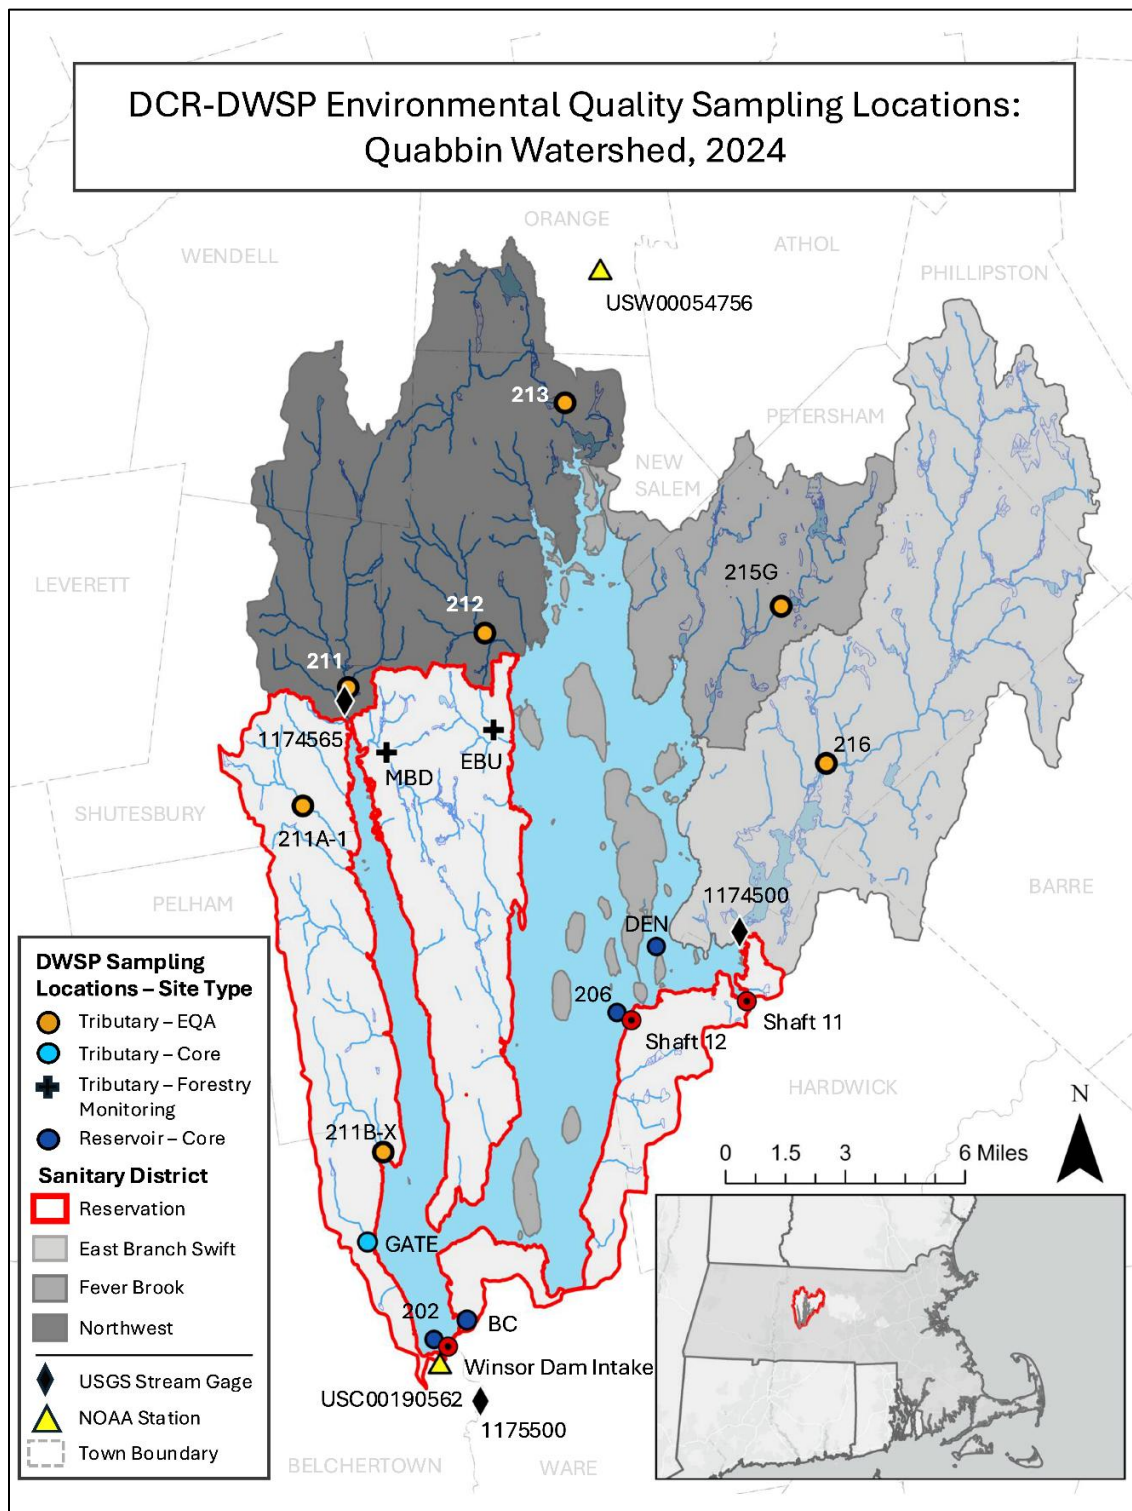 DCR-DWSP Environmental Quality Sampling Locations:
Quabbin Watershed, 2024
ORANGE
WENDELL
ATHOL
PHILLIPSTON
USW00054756
213
PETERSHAM
NEW
SALEM
215G
LEVERETT
212
211
1174565
216
EBU
MBD
SHUTESBURY
211A-1
BARRE
1174500
PELHAM
DEN
206
Shaft 11
Shaft 12
HARDWICK
N
211B-X
0 1.5 3 6 Miles
GATE
202
BC
Winsor Dam Intake
USC00190562
1175500
BELCHERTOWN
WARE
DWSP Sampling
Locations – Site Type
Tributary – EQA
Tributary – Core
Tributary – Forestry
Monitoring
Reservoir – Core
Sanitary District
Reservation
East Branch Swift
Fever Brook
Northwest
USGS Stream Gage
NOAA Station
Town Boundary